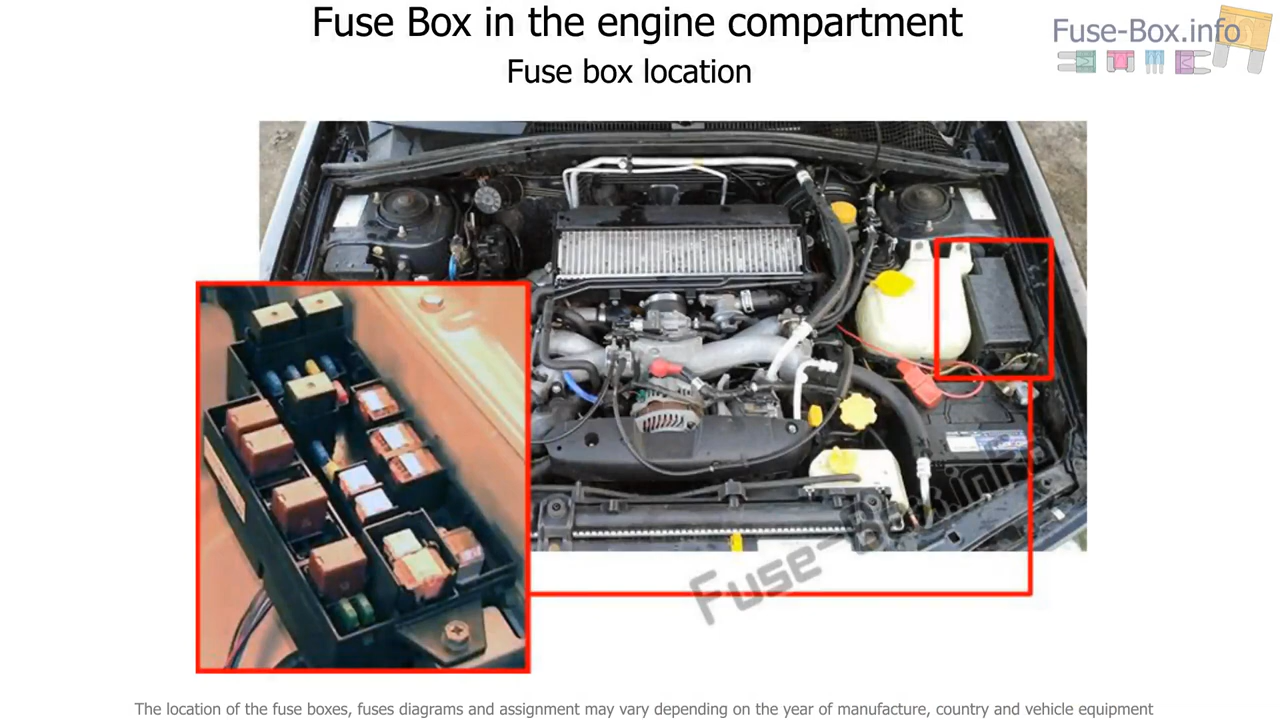 Fuse Box in the engine compartment
Fuse-Box.info
Fuse box location
Fuse-Box.info
The location of the fuse boxes, fuses diagrams and assignment may vary depending on the year of manufacture, country and vehicle equipment